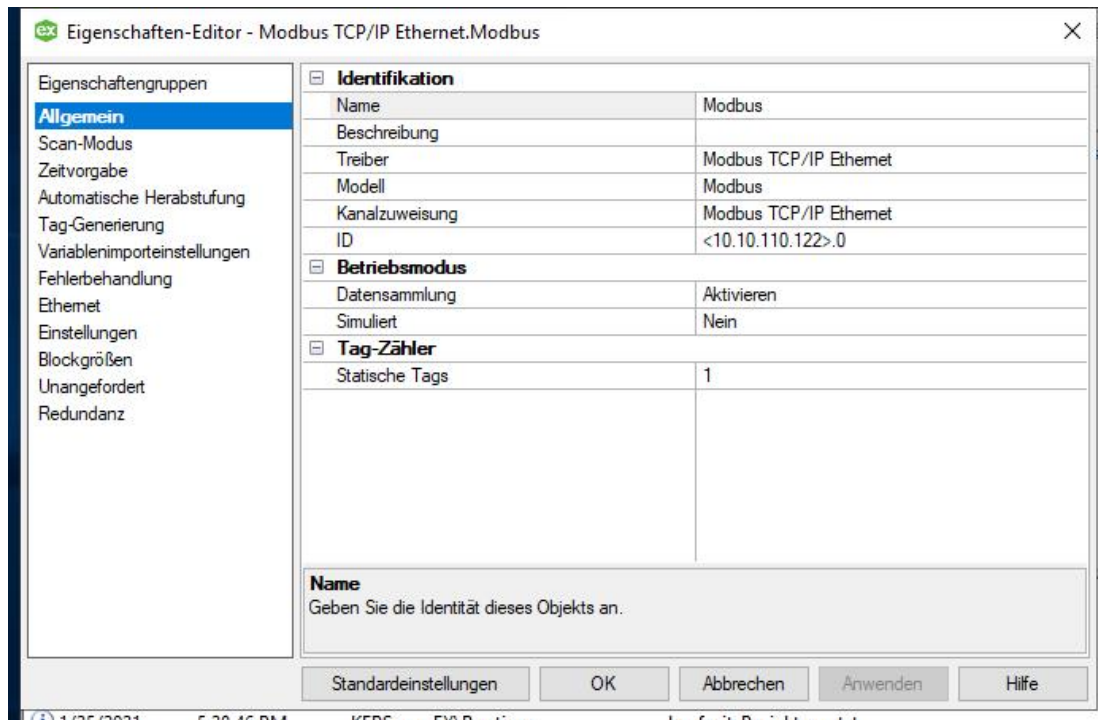 Eigenschaften-Editor - Modbus TCP/IP Ethernet.Modbus
Eigenschaftengruppen
Allgemein
Scan-Modus
Zeitvorgabe
Automatische Herabstufung
Tag-Generierung
Variablenimporteinstellungen
Fehlerbehandlung
Ethernet
Einstellungen
Blockgrößen
Unangefordert
Redundanz
Identifikation
Name Modbus
Beschreibung
Treiber Modbus TCP/IP Ethernet
Modell Modbus
Kanalzuweisung Modbus TCP/IP Ethernet
ID <10.10.110.122>.0
Betriebsmodus
Datensammlung Aktivieren
Simuliert Nein
Tag-Zähler
Statische Tags 1
Name
Geben Sie die Identität dieses Objekts an.
Standardeinstellungen OK Abbrechen Anwenden Hilfe